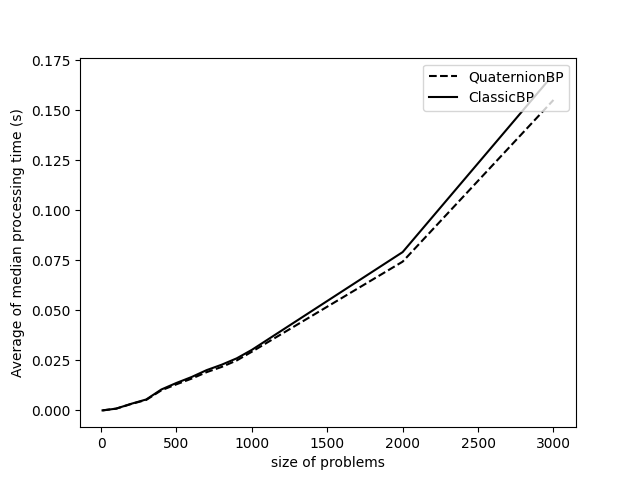 QuaternionBP
ClassicBP
0.175
0.150
0.125
0.100
0.075
0.050
0.025
0.000
Average of median processing time (s)
0 500 1000 1500 2000 2500 3000
size of problems